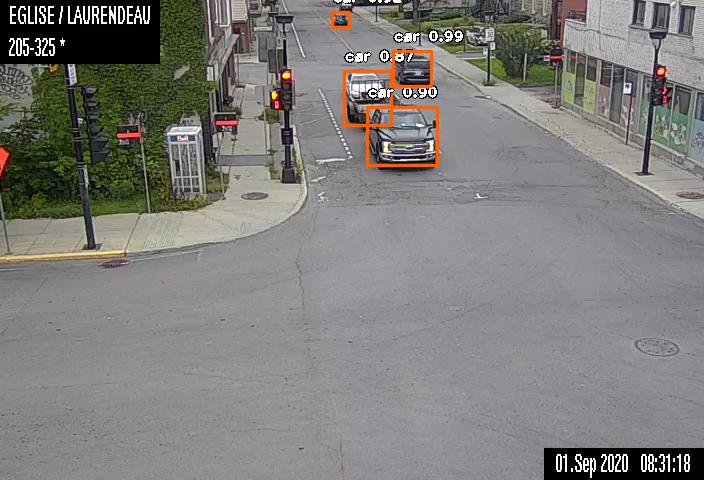 EGLISE / LAURENDEAU
205-325 *
car 0.99
car 0.87
car 0.90
Bell
01.Sep 2020 08:31:18